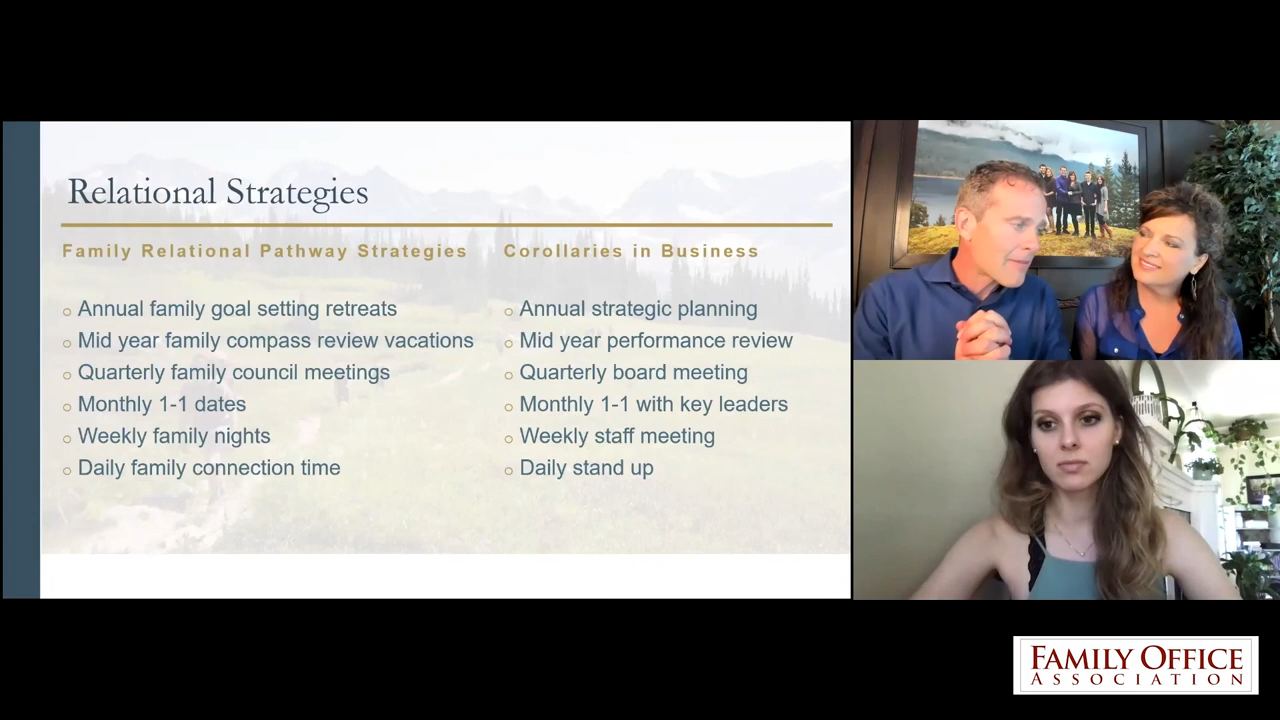 Relational Strategies
Family Relational Pathway Strategies
Annual family goal setting retreats
Mid year family compass review vacations
Quarterly family council meetings
Monthly 1-1 dates
Weekly family nights
Daily family connection time
Corollaries in Business
Annual strategic planning
Mid year performance review
Quarterly board meeting
Monthly 1-1 with key leaders
Weekly staff meeting
Daily stand up
FAMILY OFFICE
ASSOCIATION